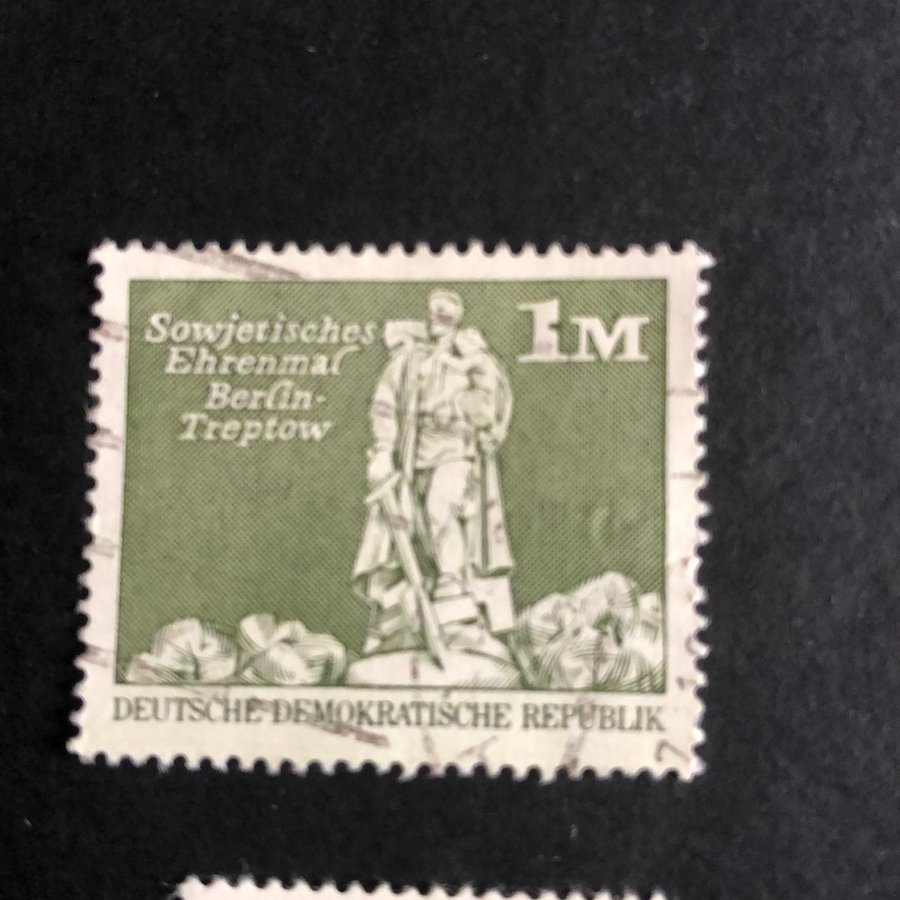 Sowjetisches
Ehrenmal
Berlin-
Treptow
1M
DEUTSCHE DEMOKRATISCHE REPUBLIK